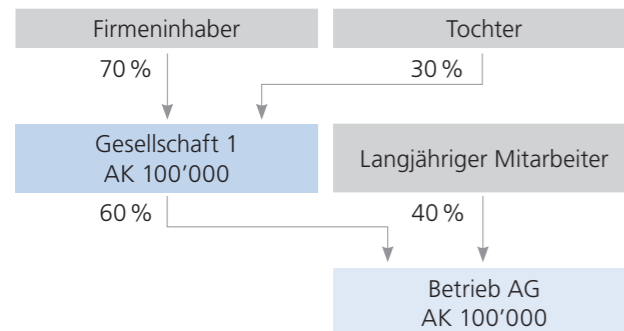 Firmeninhaber
Tochter
70 %
30 %
Gesellschaft 1
AK 100’000
Langjähriger Mitarbeiter
60 %
40 %
Betrieb AG
AK 100’000